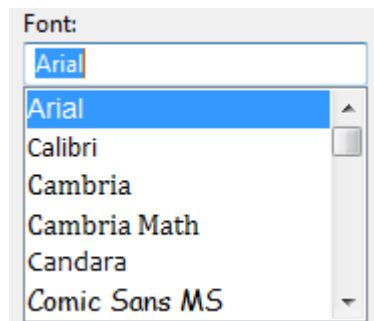 Font:
Arial
Arial
Calibri
Cambria
Cambria Math
Candara
Comic Sans MS